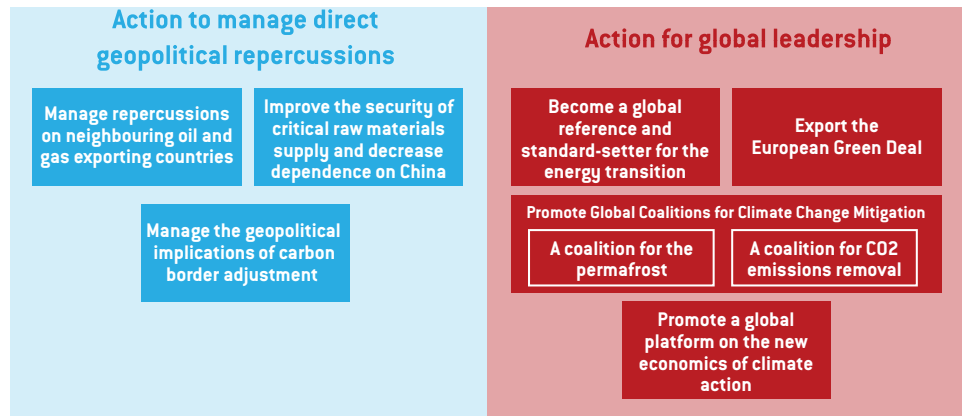 Action to manage direct
geopolitical repercussions
Manage repercussions
on neighbouring oil and
gas exporting countries
Improve the security of
critical raw materials
supply and decrease
dependence on China
Manage the geopolitical
implications of carbon
border adjustment
Action for global leadership
Become a global
reference and
standard-setter for the
energy transition
Export the
European Green Deal
Promote Global Coalitions for Climate Change Mitigation
A coalition for the
permafrost
A coalition for CO2
emissions removal
Promote a global
platform on the new
economics of climate
action